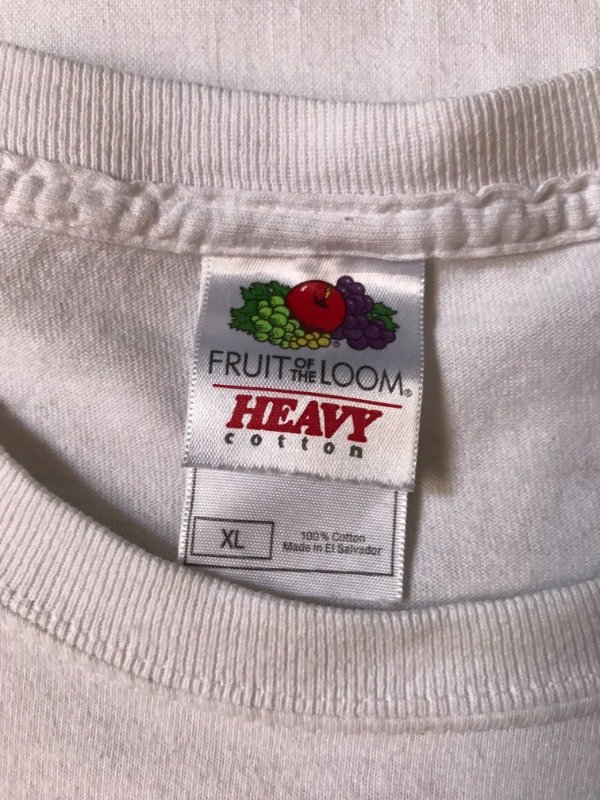 FRUIT OF THE LOOM®
HEAVY
cotton
XL
100% Cotton
Made in El Salvador